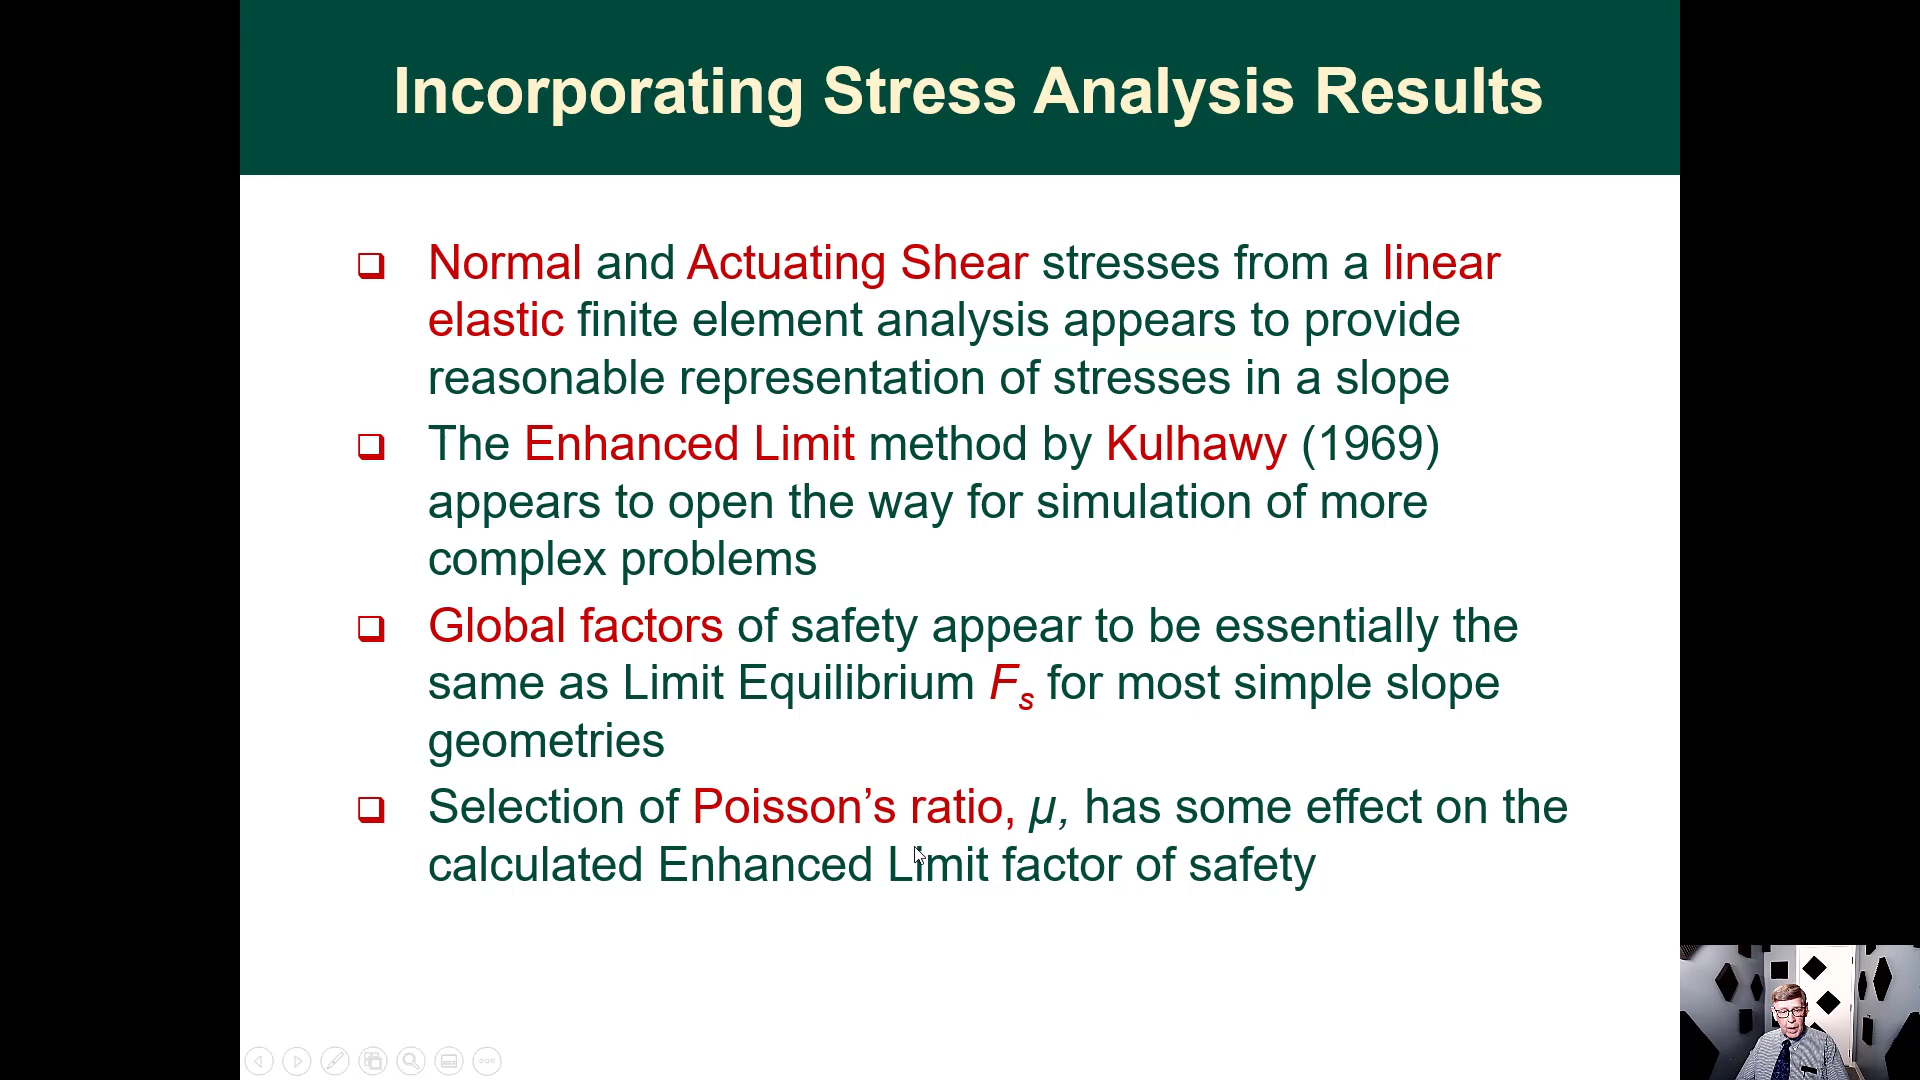 Incorporating Stress Analysis Results
Normal and Actuating Shear stresses from a linear
elastic finite element analysis appears to provide
reasonable representation of stresses in a slope
The Enhanced Limit method by Kulhawy (1969)
appears to open the way for simulation of more
complex problems
Global factors of safety appear to be essentially the
same as Limit Equilibrium Fs for most simple slope
geometries
Selection of Poisson’s ratio, μ, has some effect on the
calculated Enhanced Limit factor of safety